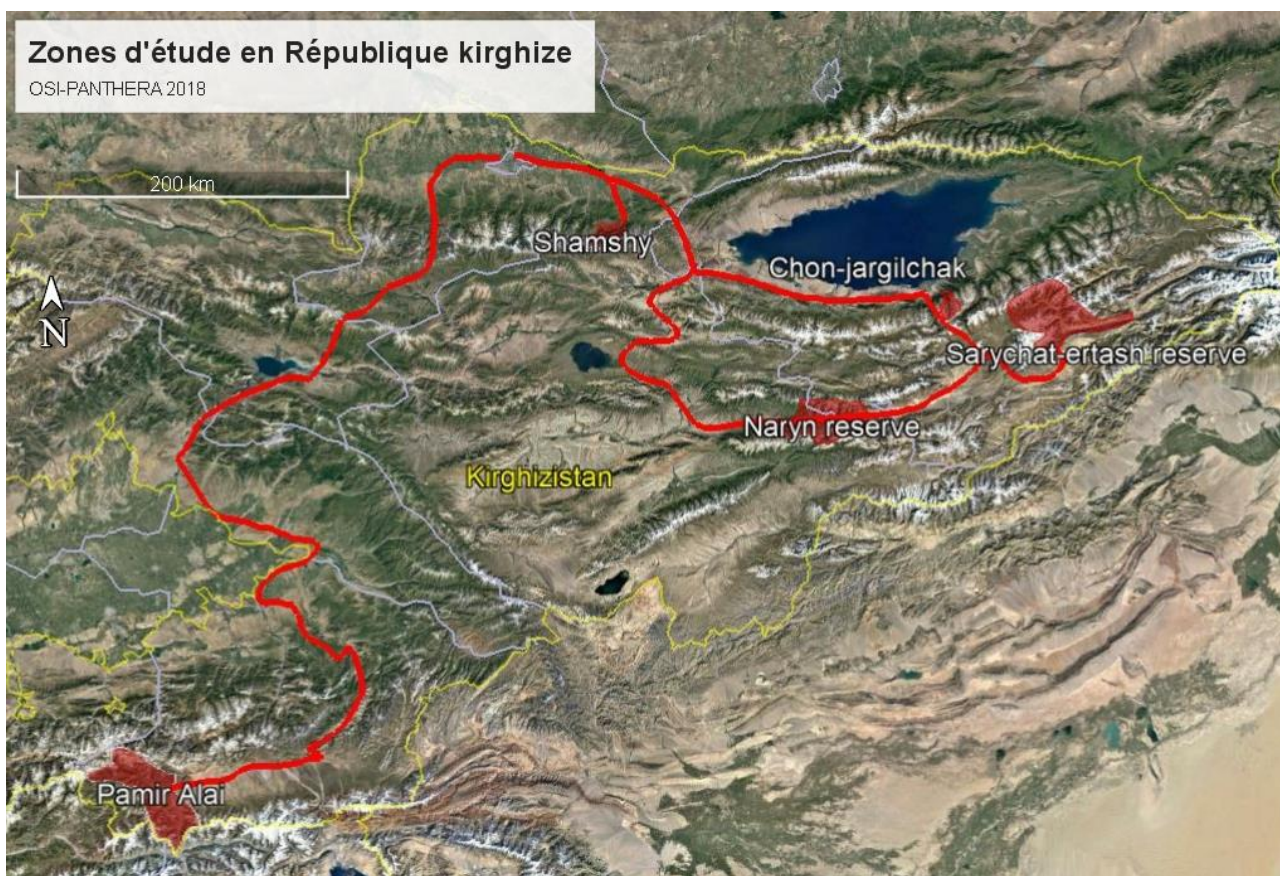 Zones d'étude en République kirghize
OSI-PANTHERA 2018
200 km
Shamshy
Chon-jargilchak
N
Sarychat-ertash reserve
Naryn reserve
Kirghizistan
Pamir Alai